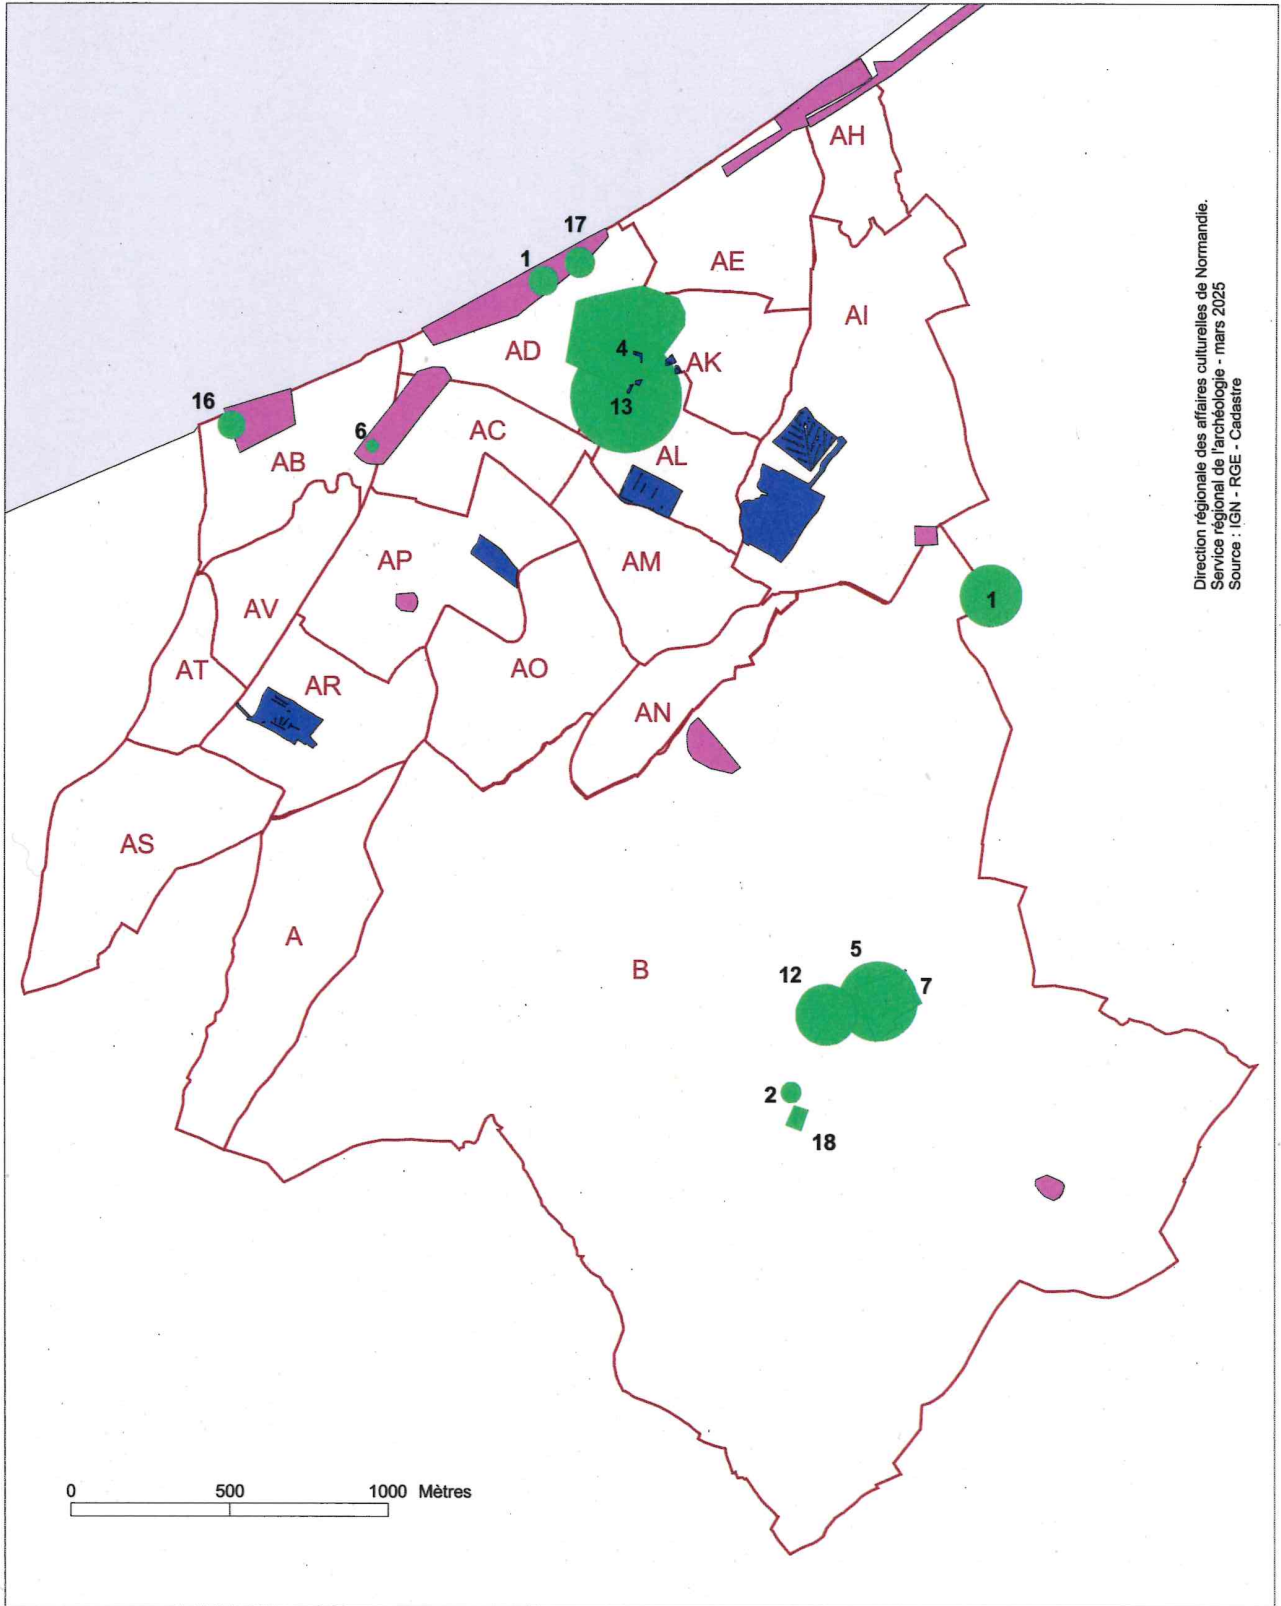 AH
17
1
AE
AI
AD
4
AK
13
16
6
AC
AL
AB
AP
AM
1
AV
AT
AR
AO
AN
AS
A
B
5
12
7
2
18
0 500 1000 Mètres
Direction régionale des affaires culturelles de Normandie.
Service régional de l'archéologie - mars 2025
Source : IGN - RGE - Cadastre